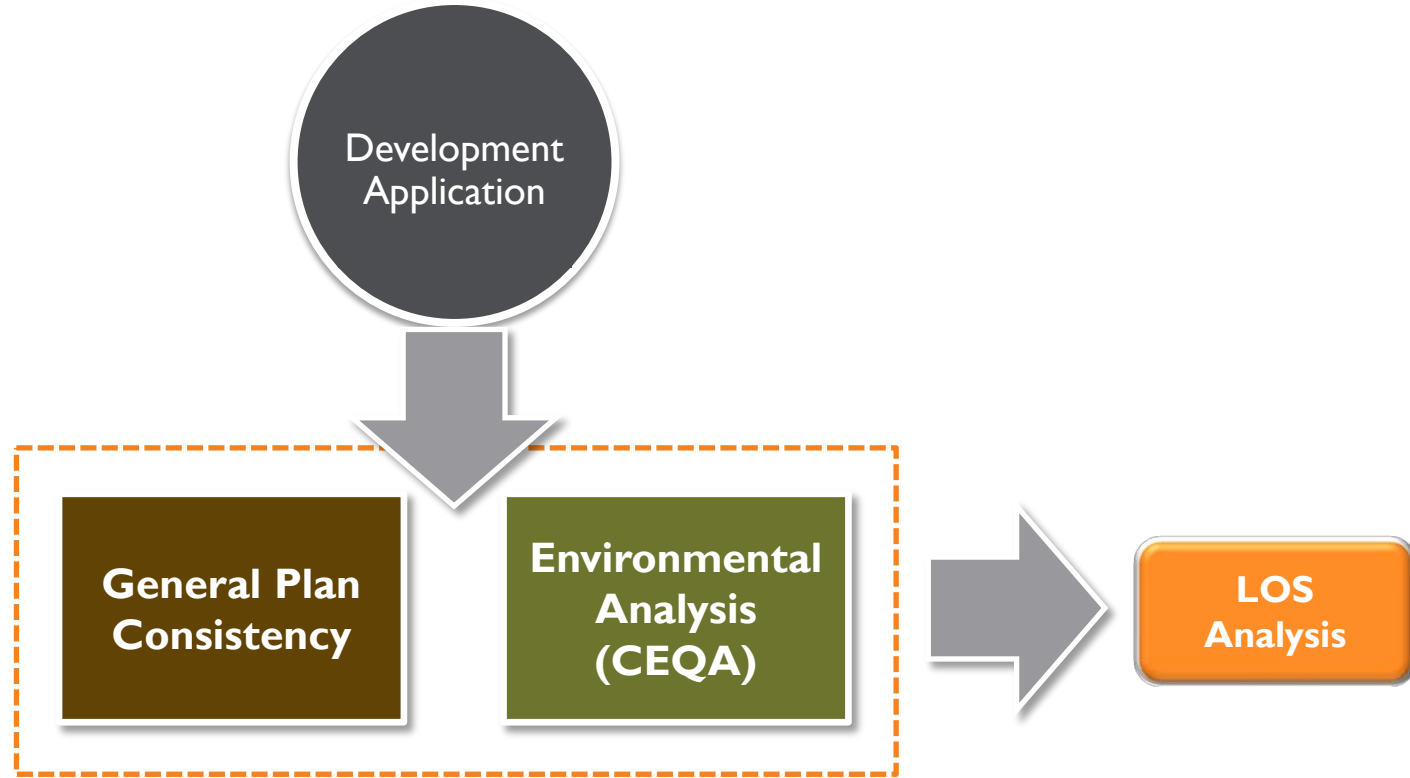 Development
Application
General Plan
Consistency
Environmental
Analysis
(CEQA)
LOS
Analysis